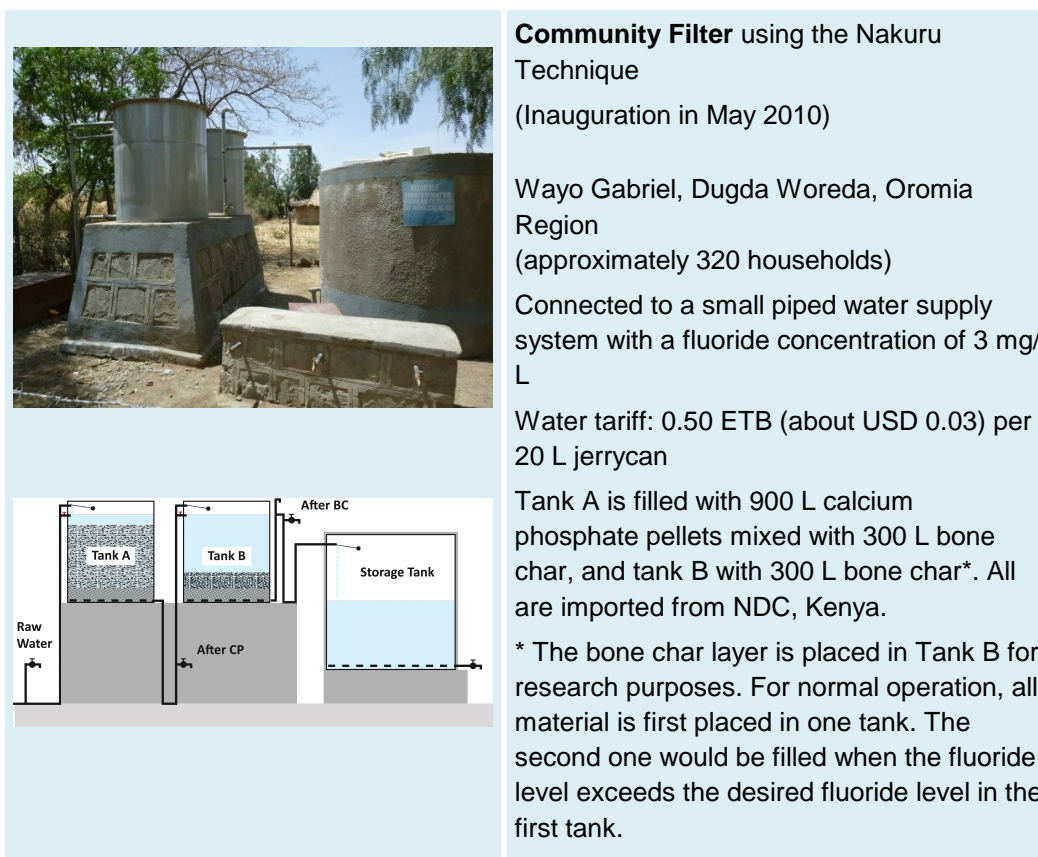 Community Filter using the Nakuru
Technique
(Inauguration in May 2010)
Wayo Gabriel, Dugda Woreda, Oromia
Region
(approximately 320 households)
Connected to a small piped water supply
system with a fluoride concentration of 3 mg/
L
Water tariff: 0.50 ETB (about USD 0.03) per
20 L jerrycan
Tank A is filled with 900 L calcium
phosphate pellets mixed with 300 L bone
char, and tank B with 300 L bone char*. All
are imported from NDC, Kenya.
* The bone char layer is placed in Tank B for
research purposes. For normal operation, all
material is first placed in one tank. The
second one would be filled when the fluoride
level exceeds the desired fluoride level in the
first tank.
After BC
Tank A
Tank B
Storage Tank
Raw
Water
After CP